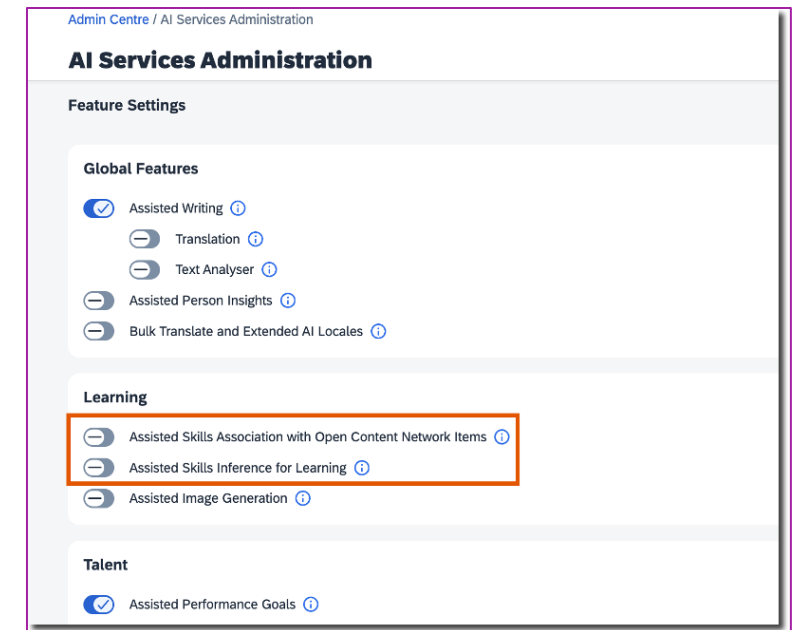 Admin Centre / AI Services Administration
AI Services Administration
Feature Settings
Global Features
Assisted Writing
Translation
Text Analyser
Assisted Person Insights
Bulk Translate and Extended AI Locales
Learning
Assisted Skills Association with Open Content Network Items
Assisted Skills Inference for Learning
Assisted Image Generation
Talent
Assisted Performance Goals